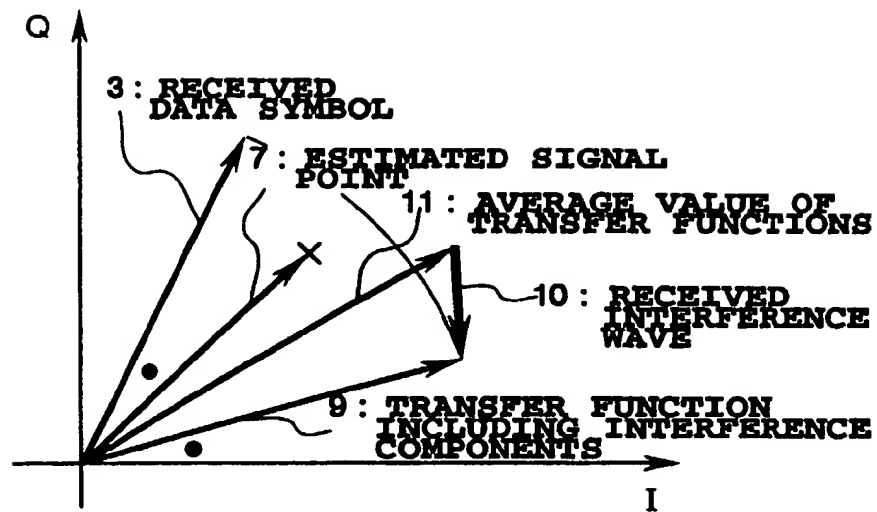 Q
3 : RECEIVED
DATA SYMBOL
7 : ESTIMATED SIGNAL
POINT
11 : AVERAGE VALUE OF
TRANSFER FUNCTIONS
10 : RECEIVED
INTERFERENCE
WAVE
9 : TRANSFER FUNCTION
INCLUDING INTERFERENCE
COMPONENTS
I